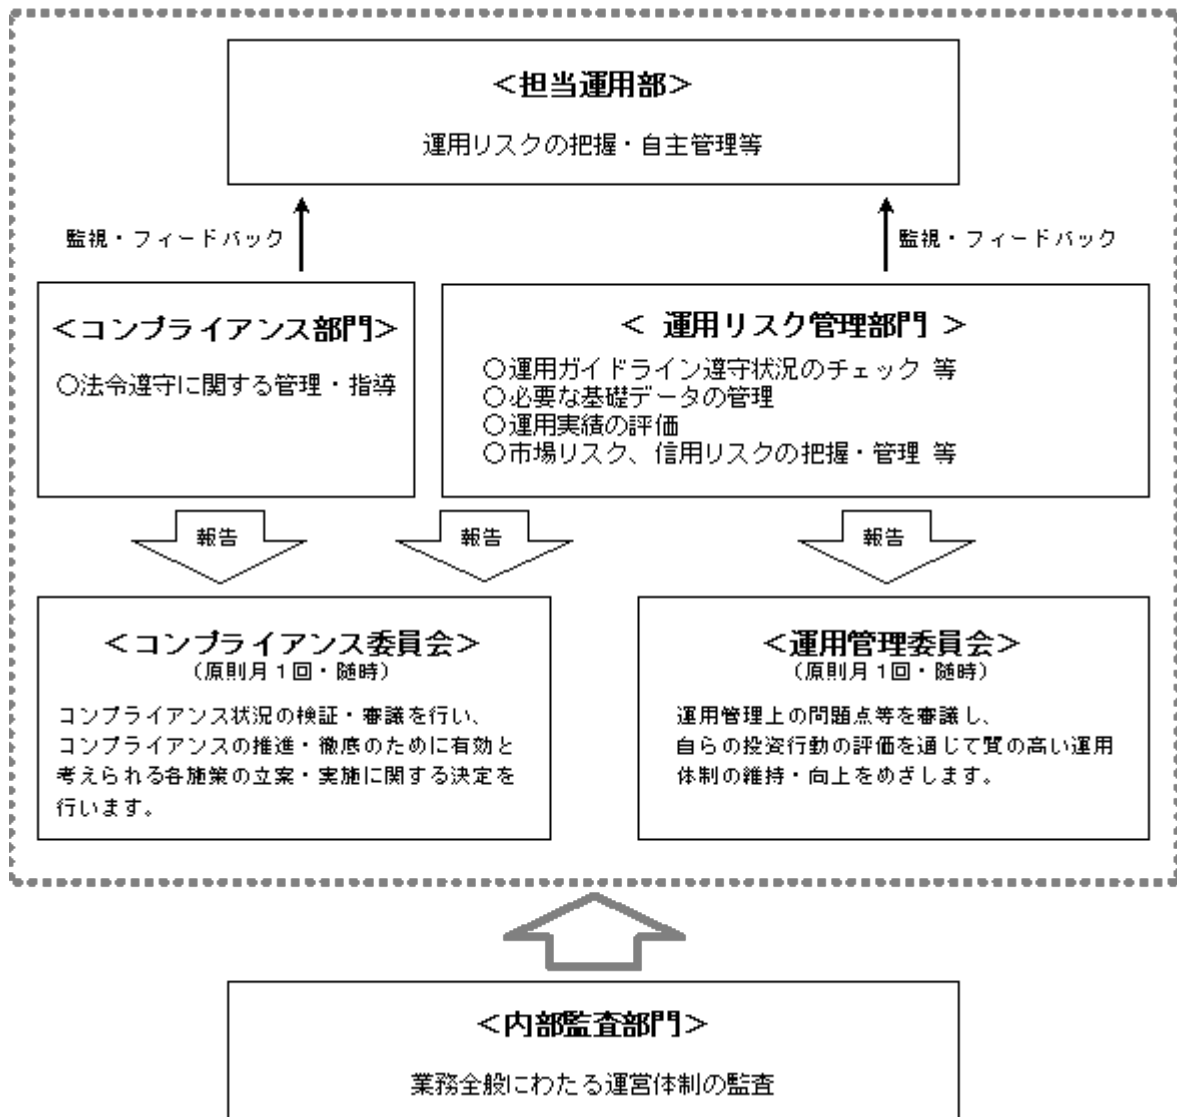 ＜担当運用部＞
運用リスクの把握・自主管理等
監視・フィードバック
監視・フィードバック
＜コンプライアンス部門＞
○法令遵守に関する管理・指導
＜ 運用リスク管理部門 ＞
○運用ガイドライン遵守状況のチェック 等
○必要な基礎データの管理
○運用実績の評価
○市場リスク、信用リスクの把握・管理 等
報告
報告
報告
＜コンプライアンス委員会＞
（原則月１回・随時）
コンプライアンス状況の検証・審議を行い、
コンプライアンスの推進・徹底のために有効と
考えられる各施策の立案・実施に関する決定を
行います。
＜運用管理委員会＞
（原則月１回・随時）
運用管理上の問題点等を審議し、
自らの投資行動の評価を通じて質の高い運用
体制の維持・向上をめざします。
＜内部監査部門＞
業務全般にわたる運営体制の監査